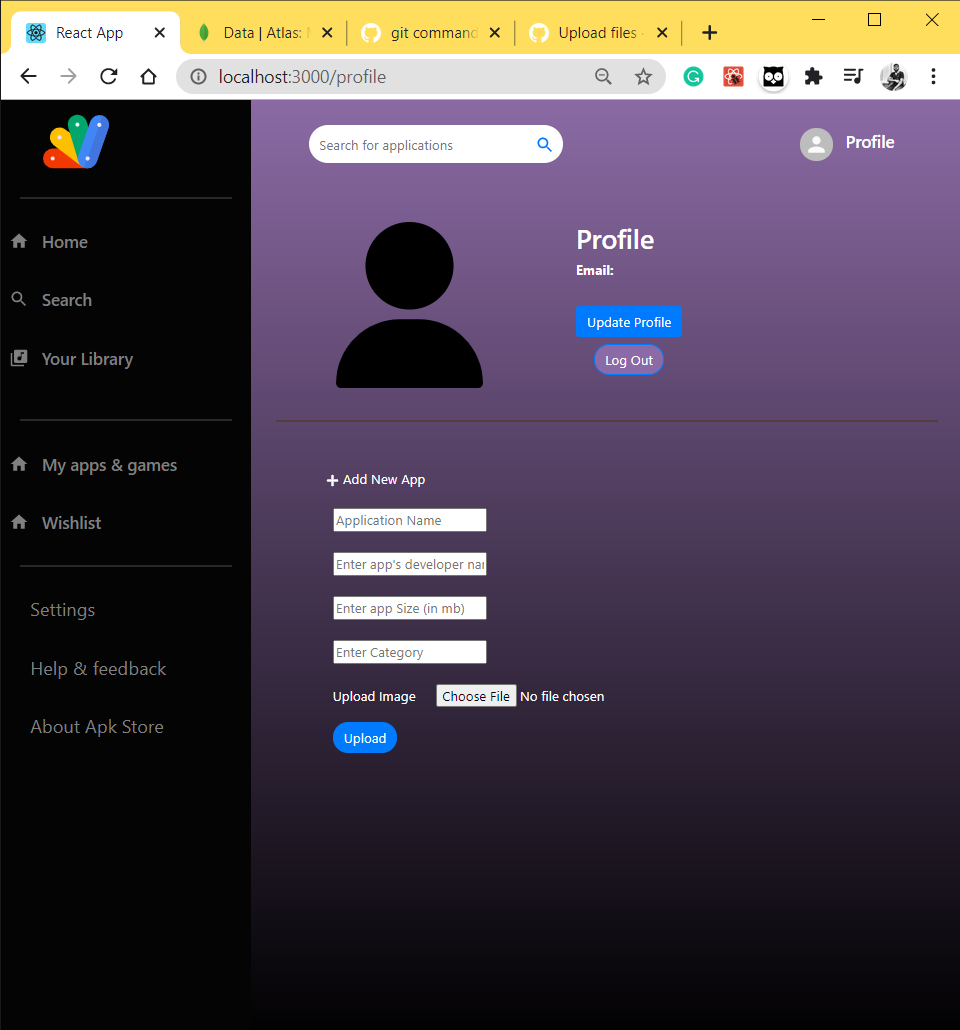 React App
Data | Atlas:
git command
Upload files
localhost:3000/profile
Search for applications
Profile
Home
Search
Your Library
My apps & games
Wishlist
Settings
Help & feedback
About Apk Store
Profile
Email:
Update Profile
Log Out
Add New App
Application Name
Enter app's developer
Enter app Size (in mb)
Enter Category
Upload Image Choose File No file chosen
Upload